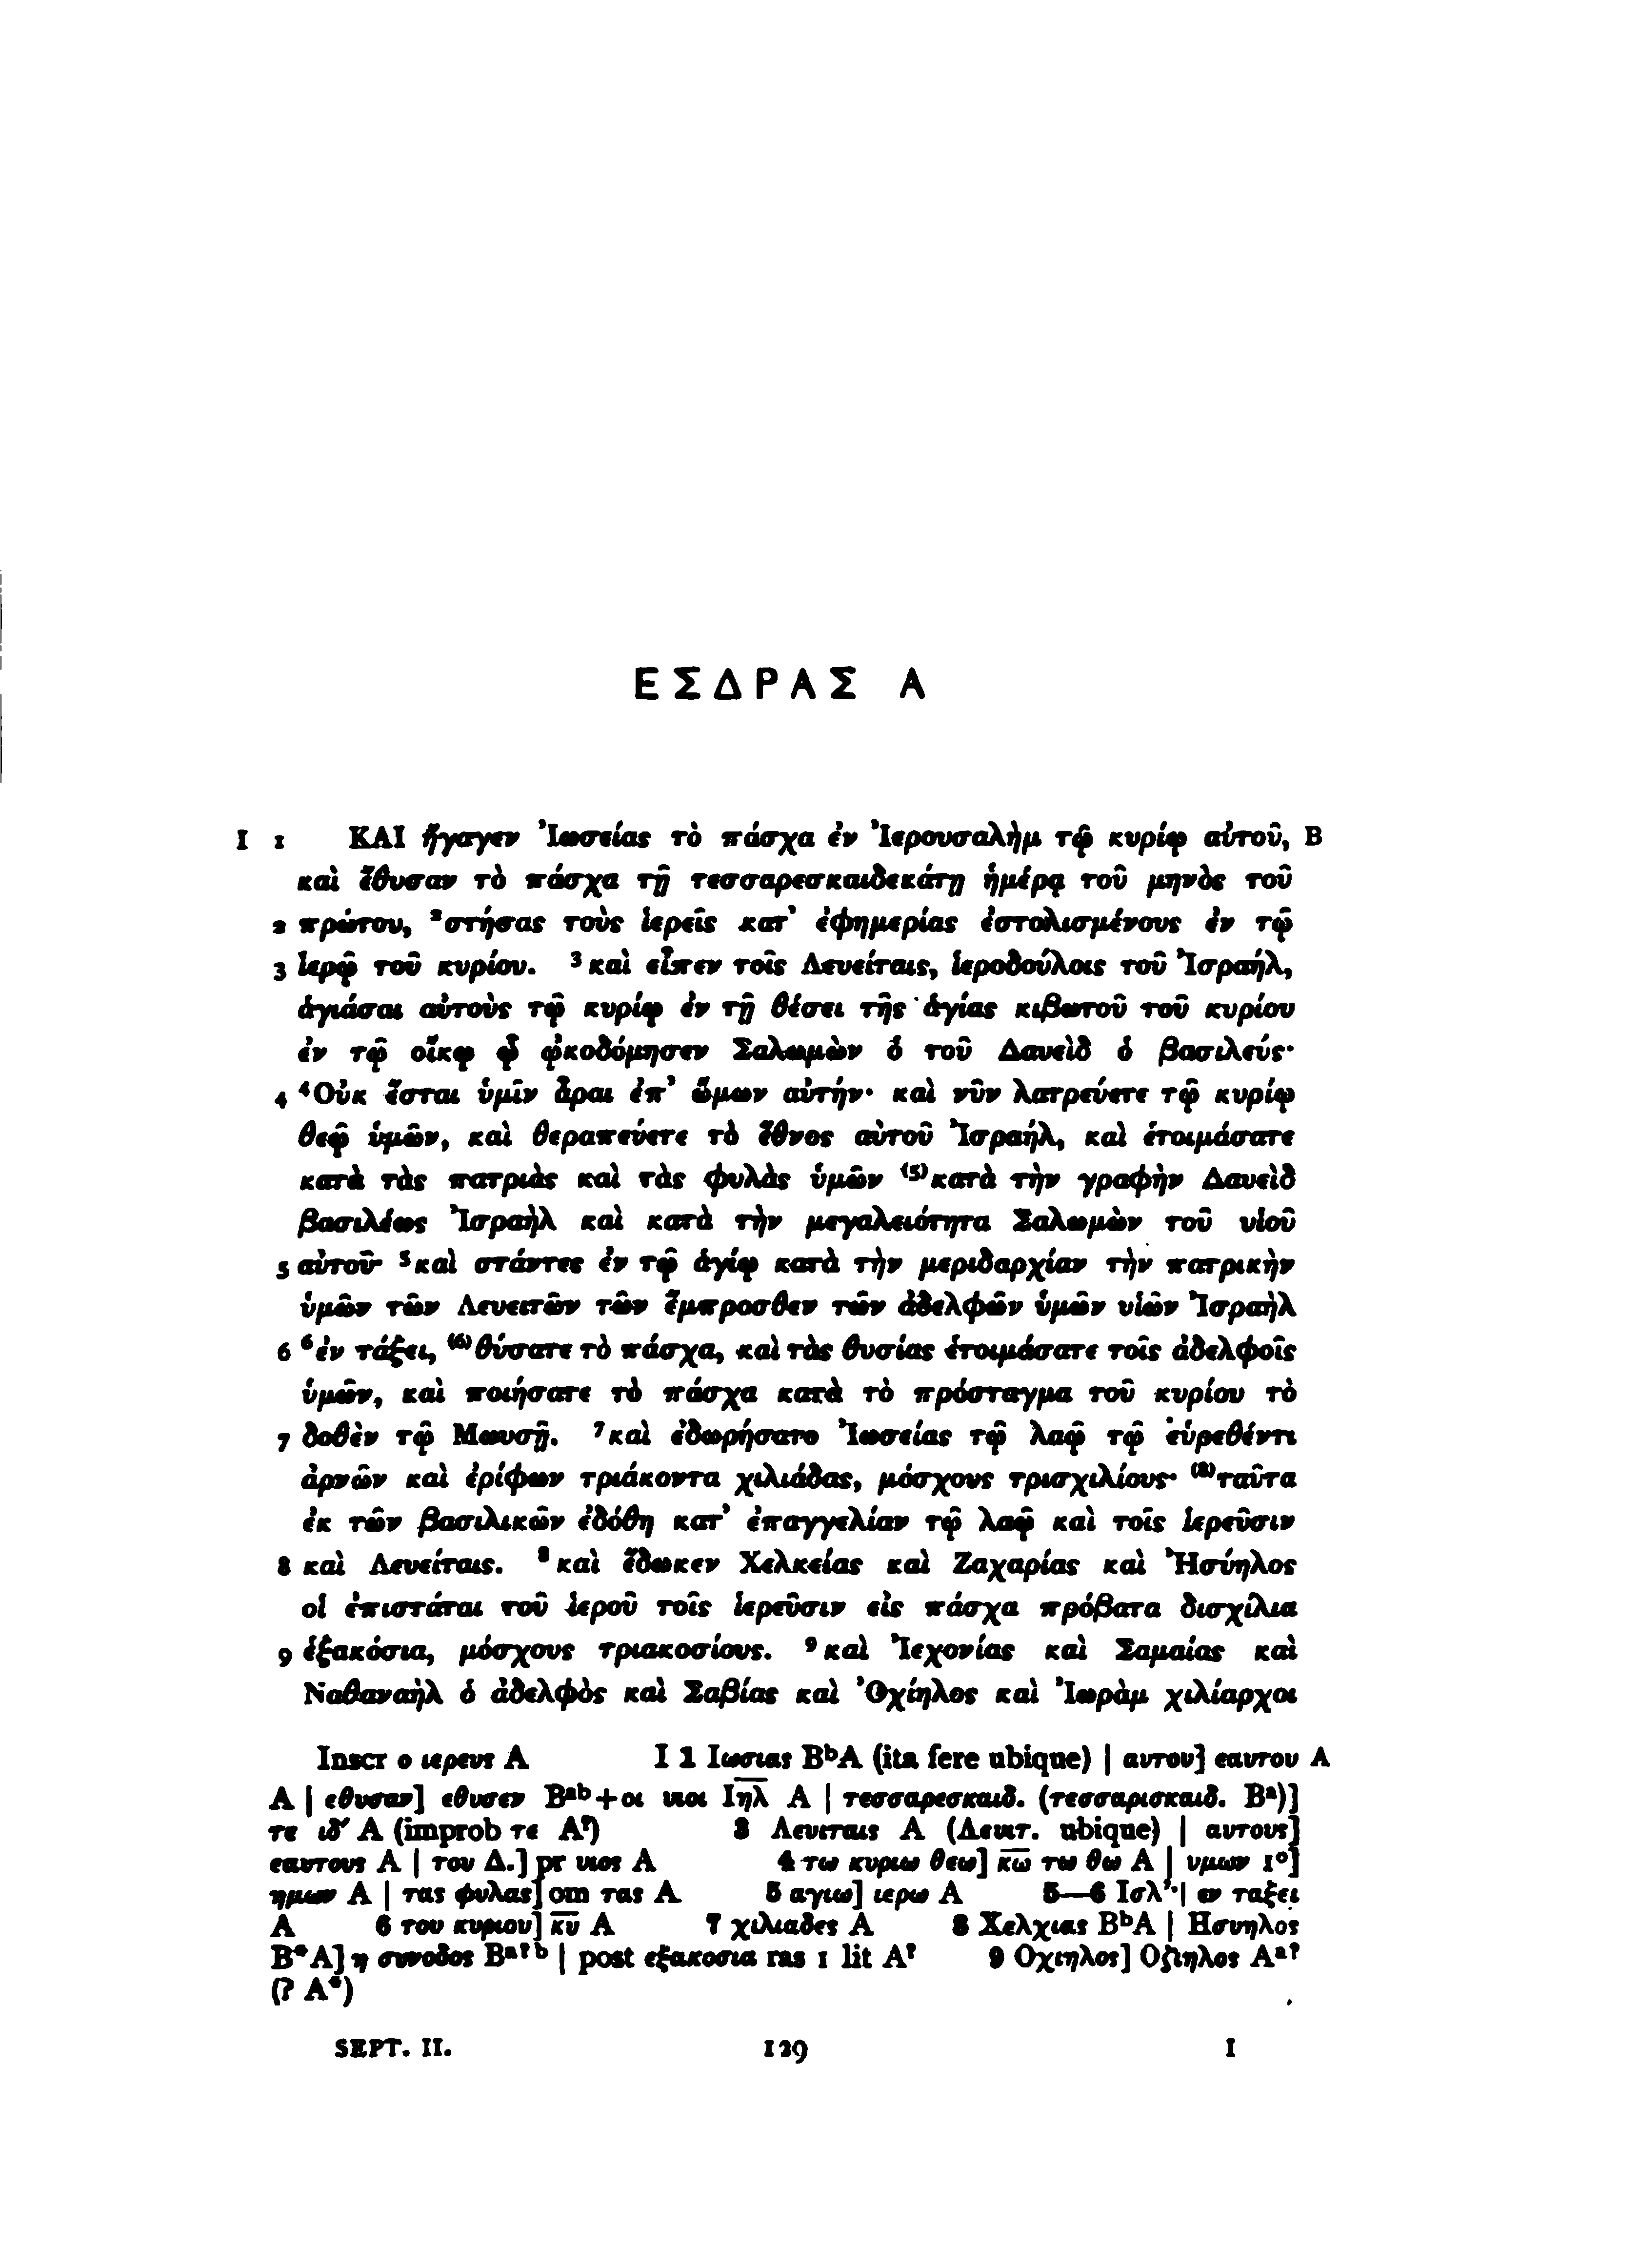 ΕΣΔΡΑΣ Α
I 1 ΚΑΙ ἤγαγεν Ἰωσείας τὸ πάσχα ἐν Ἰερουσαλὴμ τῷ κυρίῳ αὐτοῦ, B
καὶ ἔθυσαν τὸ πάσχα τῇ τεσσαρεσκαιδεκάτῃ ἡμέρᾳ τοῦ μηνὸς τοῦ
2 πρώτου, ²στήσας τοὺς ἱερεῖς κατ᾽ ἐφημερίας ἐστολισμένους ἐν τῷ
3 ἱερῷ τοῦ κυρίου. ³καὶ εἶπεν τοῖς Λευείταις, ἱεροδούλοις τοῦ Ἰσραήλ,
ἁγιάσαι αὐτοὺς τῷ κυρίῳ ἐν τῇ θέσει τῆς ἁγίας κιβωτοῦ τοῦ κυρίου
ἐν τῷ οἴκῳ ᾧ ᾠκοδόμησεν Σαλωμὼν ὁ τοῦ Δαυεὶδ ὁ βασιλεύς·
4 ⁴Οὐκ ἔσται ὑμῖν ἆραι ἐπ᾽ ὤμων αὐτήν· καὶ νῦν λατρεύετε τῷ κυρίῳ
θεῷ ὑμῶν, καὶ θεραπεύετε τὸ ἔθνος αὐτοῦ Ἰσραήλ, καὶ ἑτοιμάσατε
κατὰ τὰς πατριὰς καὶ τὰς φυλὰς ὑμῶν ⁽⁵⁾κατὰ τὴν γραφὴν Δαυεὶδ
βασιλέως Ἰσραὴλ καὶ κατὰ τὴν μεγαλειότητα Σαλωμὼν τοῦ υἱοῦ
5 αὐτοῦ· ⁵καὶ στάντες ἐν τῷ ἁγίῳ κατὰ τὴν μεριδαρχίαν τὴν πατρικὴν
ὑμῶν τῶν Λευειτῶν τῶν ἔμπροσθεν τῶν ἀδελφῶν ὑμῶν υἱῶν Ἰσραὴλ
6 ⁶ἐν τάξει, ⁽⁶⁾θύσατε τὸ πάσχα, καὶ τὰς θυσίας ἑτοιμάσατε τοῖς ἀδελφοῖς
ὑμῶν, καὶ ποιήσατε τὸ πάσχα κατὰ τὸ πρόσταγμα τοῦ κυρίου τὸ
7 δοθὲν τῷ Μωυσῇ. ⁷καὶ ἐδωρήσατο Ἰωσείας τῷ λαῷ τῷ εὑρεθέντι
ἀρνῶν καὶ ἐρίφων τριάκοντα χιλιάδας, μόσχους τρισχιλίους· ⁽⁸⁾ταῦτα
ἐκ τῶν βασιλικῶν ἐδόθη κατ᾽ ἐπαγγελίαν τῷ λαῷ καὶ τοῖς ἱερεῦσιν
8 καὶ Λευείταις. ⁸καὶ ἔδωκεν Χελκείας καὶ Ζαχαρίας καὶ Ἡσύηλος
οἱ ἐπιστάται τοῦ ἱεροῦ τοῖς ἱερεῦσιν εἰς πάσχα πρόβατα δισχίλια
9 ἑξακόσια, μόσχους τριακοσίους. ⁹καὶ Ἰεχονίας καὶ Σαμαίας καὶ
Ναθαναὴλ ὁ ἀδελφὸς καὶ Σαβίας καὶ Ὀχίηλος καὶ Ἰωρὰμ χιλίαρχοι
Inscr ο ιερευς A I 1 Ιωσιας BᵇA (ita fere ubique) | αυτου] εαυτου A
A | εθυσαν] εθυσεν Bᵃᵇ+οι υιοι Ιη̅λ̅ A | τεσσαρεσκαιδ. (τεσσαρισκαιδ. Bᵃ)]
τε ιδ′ A (improb τε A?) 3 Λευιταις A (Λευιτ. ubique) | αυτους]
εαυτους A | του Δ.] pr υιος A 4 τω κυριω θεω] κ̅ω̅ τω θω A | υμων 1º]
ημων A | τας φυλας] om τας A 5 αγιω] ιερω A 5—6 Ισλ᾽·| εν ταξει
A 6 του κυριου] κ̅υ̅ A 7 χιλιαδες A 8 Χελχιας BᵇA | Ησυηλος
B*A] η συνοδος Bᵃ?ᵇ | post εξακοσια ras 1 lit A? 9 Οχιηλος] Οζιηλος Aᵃ?
(? A*)
SEPT. II. 129 I